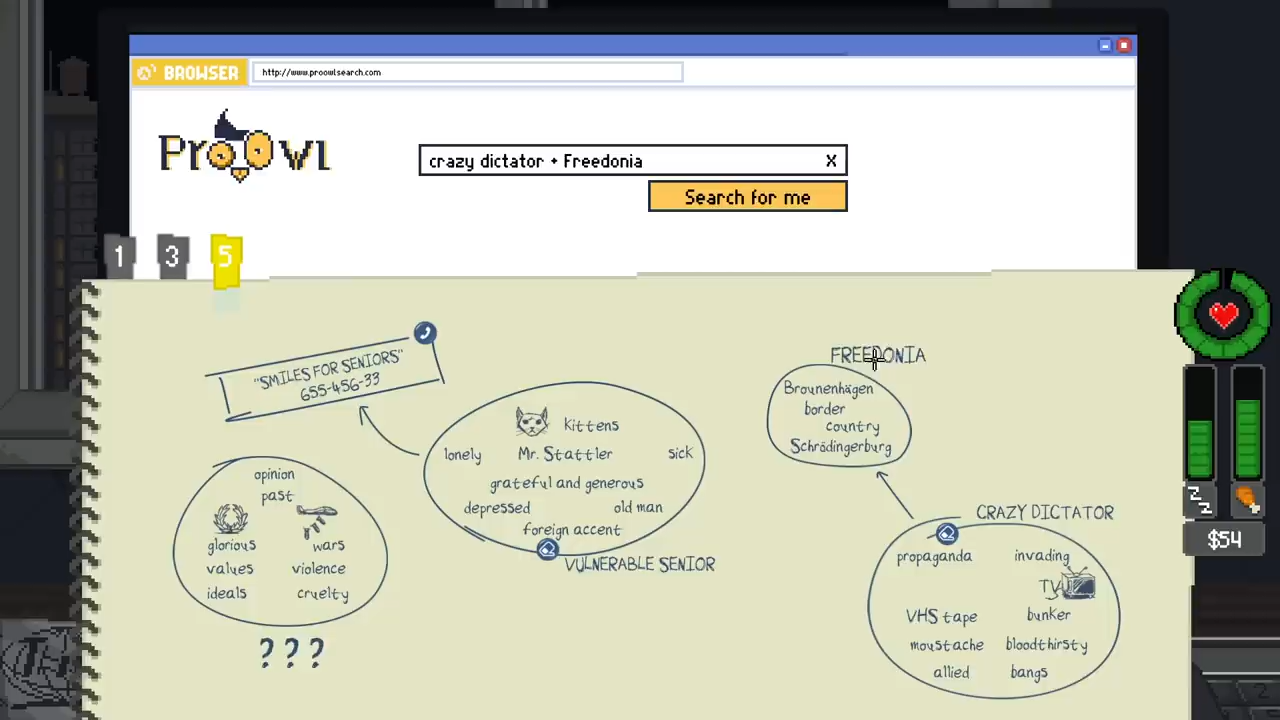 BROWSER
http://www.proowlsearch.com
PrOOwl
crazy dictator + Freedonia X
Search for me
1 3 5
"SMILES FOR SENIORS"
655-456-33
FREEDONIA
Brounenhägen
border
country
Schrödingerburg
Kittens
lonely Mr. Stattler sick
grateful and generous
depressed old man
foreign accent
VULNERABLE SENIOR
opinion
past
glorious wars
values violence
ideals cruelty
? ? ?
CRAZY DICTATOR
propaganda invading
TV
VHS tape bunker
moustache bloodthirsty
allied bangs
Z Z Z
$54